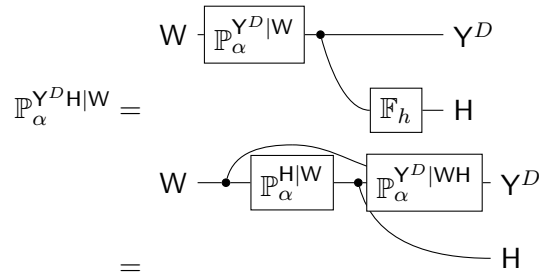 W ℙ_α^{Y^D|W} Y^D
ℙ_α^{Y^D H|W} =
𝔽_h H
W ℙ_α^{H|W} ℙ_α^{Y^D|WH} Y^D
= H